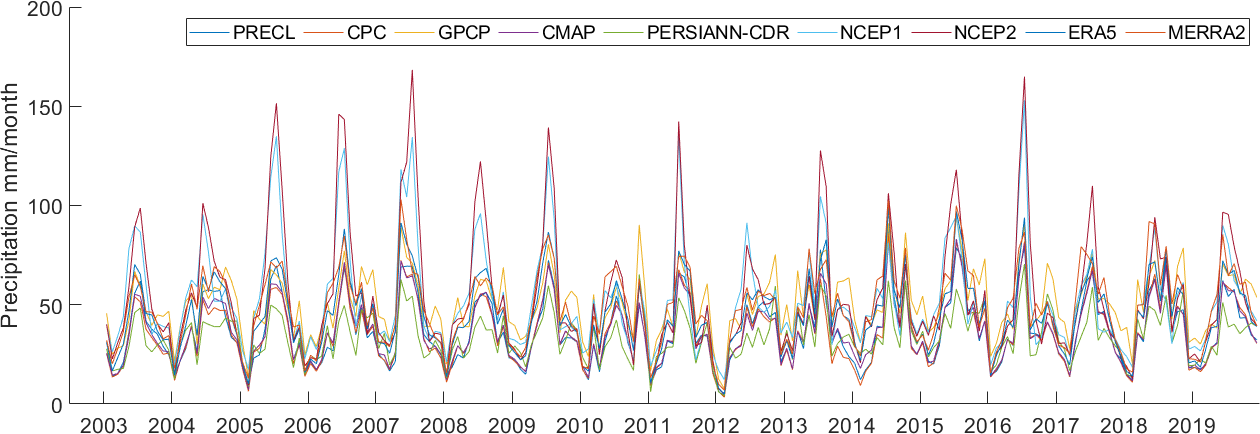 200
PRECL CPC GPCP CMAP PERSIANN-CDR NCEP1 NCEP2 ERA5 MERRA2
150
Precipitation mm/month
100
50
0
2003 2004 2005 2006 2007 2008 2009 2010 2011 2012 2013 2014 2015 2016 2017 2018 2019